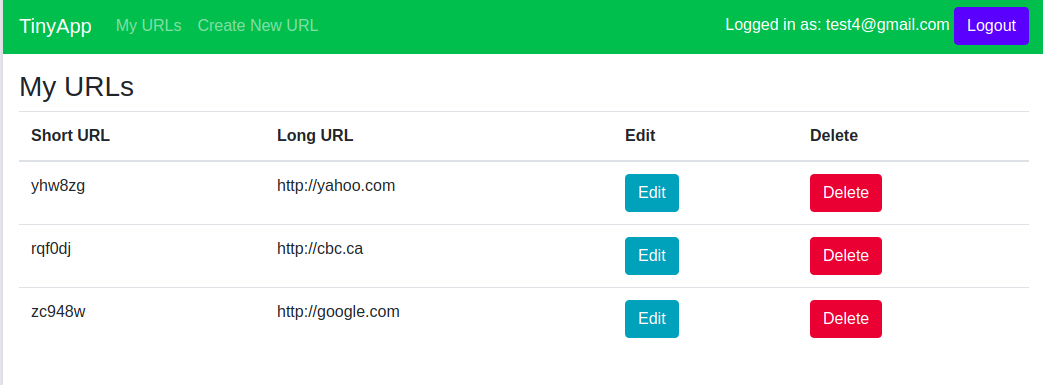 TinyApp My URLs Create New URL Logged in as: test4@gmail.com Logout
My URLs
Short URL Long URL Edit Delete
yhw8zg http://yahoo.com Edit Delete
rqf0dj http://cbc.ca Edit Delete
zc948w http://google.com Edit Delete